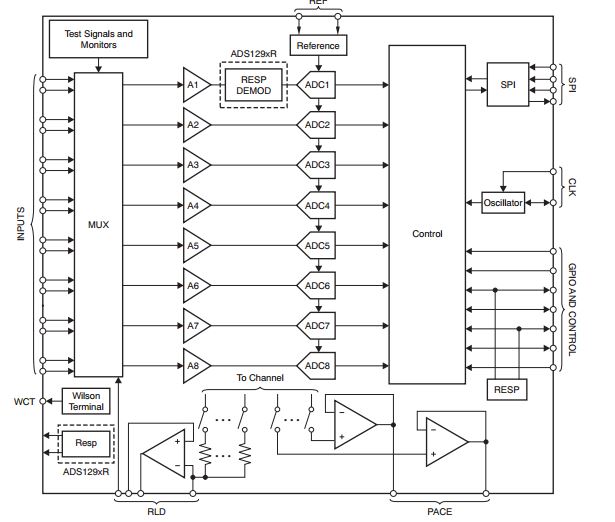 REF
Test Signals and
Monitors
Reference
ADS129xR
RESP
DEMOD
A1
ADC1
SPI
SPI
A2
ADC2
A3
ADC3
A4
ADC4
Oscillator
CLK
INPUTS
MUX
Control
A5
ADC5
A6
ADC6
GPIO AND CONTROL
A7
ADC7
A8
ADC8
To Channel
RESP
WCT
Wilson
Terminal
Resp
ADS129xR
RLD
PACE